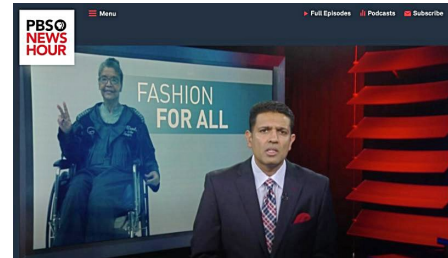 PBS
NEWS
HOUR
Menu
Full Episodes
Podcasts
Subscribe
FASHION
FOR ALL